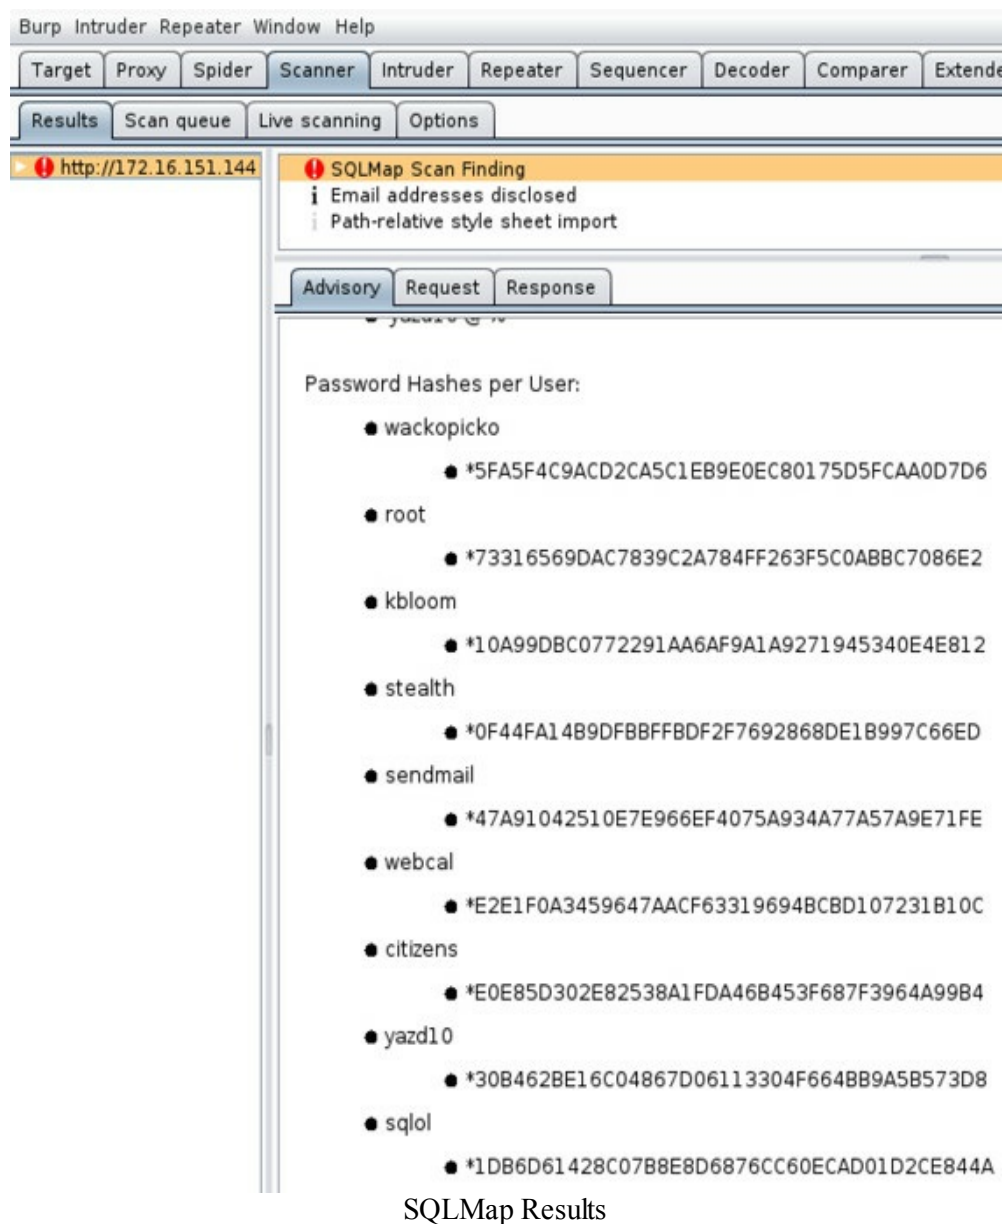 Burp Intruder Repeater Window Help
Target Proxy Spider Scanner Intruder Repeater Sequencer Decoder Comparer Extende
Results Scan queue Live scanning Options
http://172.16.151.144
SQLMap Scan Finding
Email addresses disclosed
Path-relative style sheet import
Advisory Request Response
Password Hashes per User:
wackopicko
*5FA5F4C9ACD2CA5C1EB9E0EC80175D5FCAA0D7D6
root
*73316569DAC7839C2A784FF263F5C0ABBC7086E2
kbloom
*10A99DBC0772291AA6AF9A1A9271945340E4E812
stealth
*0F44FA14B9DFBBFFBDF2F7692868DE1B997C66ED
sendmail
*47A91042510E7E966EF4075A934A77A57A9E71FE
webcal
*E2E1F0A3459647AACF63319694BCBD107231B10C
citizens
*E0E85D302E82538A1FDA46B453F687F3964A99B4
yazd10
*30B462BE16C04867D06113304F664BB9A5B573D8
sqlol
*1DB6D61428C07B8E8D6876CC60ECAD01D2CE844A
SQLMap Results